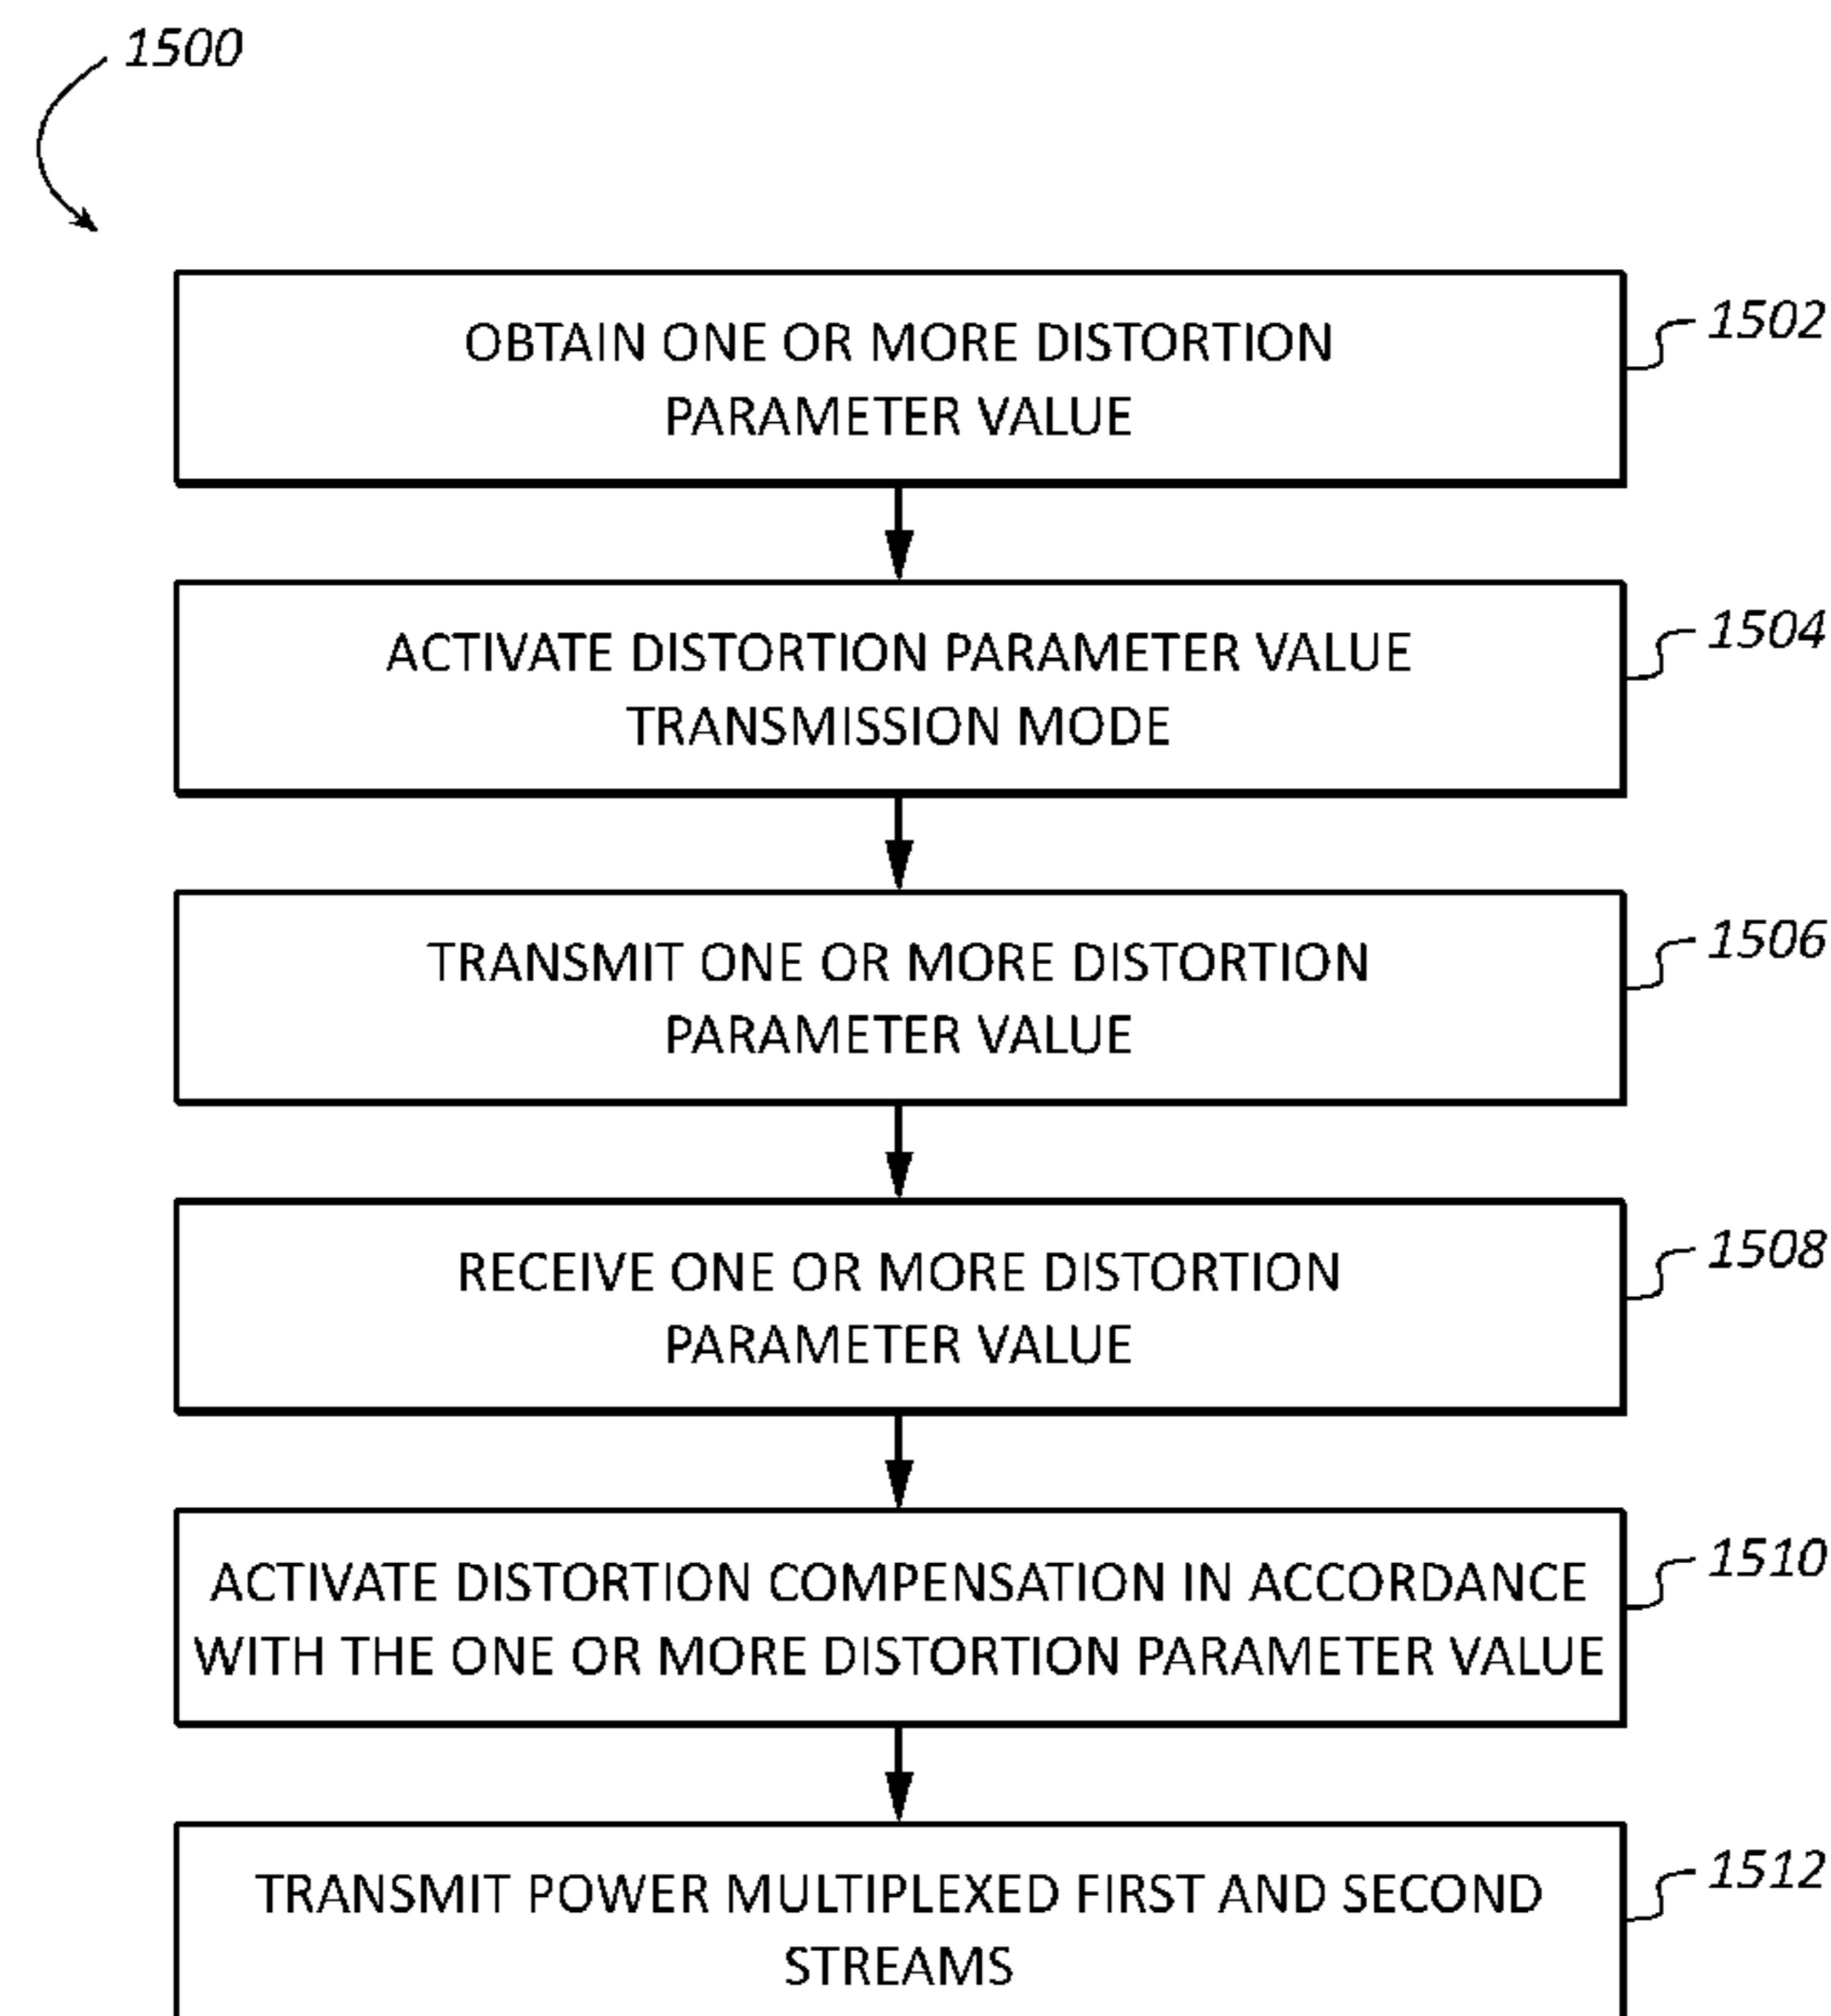 1500
OBTAIN ONE OR MORE DISTORTION
PARAMETER VALUE
1502
ACTIVATE DISTORTION PARAMETER VALUE
TRANSMISSION MODE
1504
TRANSMIT ONE OR MORE DISTORTION
PARAMETER VALUE
1506
RECEIVE ONE OR MORE DISTORTION
PARAMETER VALUE
1508
ACTIVATE DISTORTION COMPENSATION IN ACCORDANCE
WITH THE ONE OR MORE DISTORTION PARAMETER VALUE
1510
TRANSMIT POWER MULTIPLEXED FIRST AND SECOND
STREAMS
1512